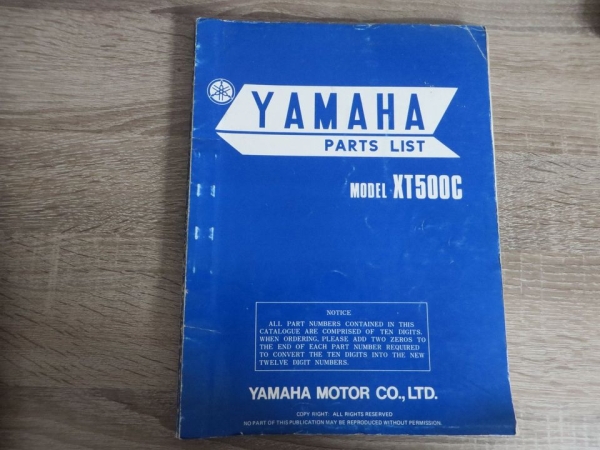 YAMAHA
PARTS LIST
MODEL XT500C
NOTICE
ALL PART NUMBERS CONTAINED IN THIS
CATALOGUE ARE COMPRISED OF TEN DIGITS.
WHEN ORDERING, PLEASE ADD TWO ZEROS TO
THE END OF EACH PART NUMBER REQUIRED
TO CONVERT THE TEN DIGITS INTO THE NEW
TWELVE DIGIT NUMBERS.
YAMAHA MOTOR CO., LTD.
COPY RIGHT: ALL RIGHTS RESERVED
NO PART OF THIS PUBLICATION MAY BE REPRODUCED WITHOUT PERMISSION.